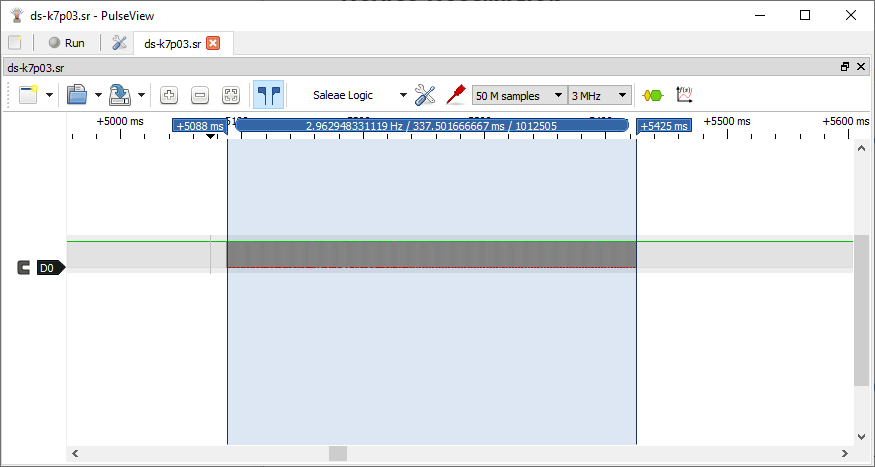 ds-k7p03.sr - PulseView
Run
ds-k7p03.sr
ds-k7p03.sr
Saleae Logic
50 M samples
3 MHz
f(x)
+5000 ms
+5500 ms
+5600 ms
+5088 ms
2.962948331119 Hz / 337.501666667 ms / 1012505
+5425 ms
D0